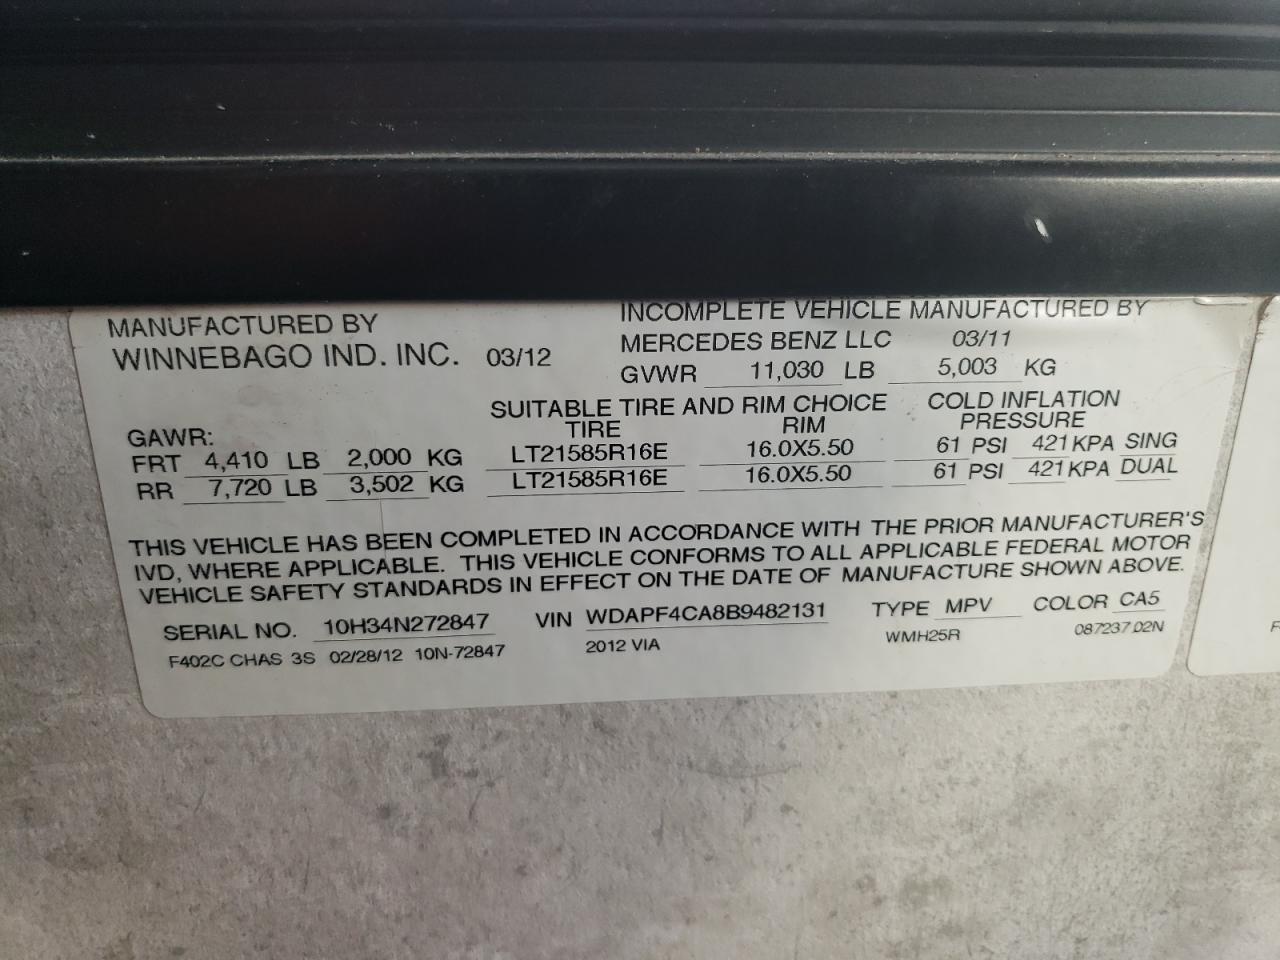 MANUFACTURED BY
WINNEBAGO IND. INC. 03/12
INCOMPLETE VEHICLE MANUFACTURED BY
MERCEDES BENZ LLC 03/11
GVWR 11,030 LB 5,003 KG
SUITABLE TIRE AND RIM CHOICE COLD INFLATION
GAWR: TIRE RIM PRESSURE
FRT 4,410 LB 2,000 KG LT21585R16E 16.0X5.50 61 PSI 421 KPA SING
RR 7,720 LB 3,502 KG LT21585R16E 16.0X5.50 61 PSI 421 KPA DUAL
THIS VEHICLE HAS BEEN COMPLETED IN ACCORDANCE WITH THE PRIOR MANUFACTURER'S
IVD, WHERE APPLICABLE. THIS VEHICLE CONFORMS TO ALL APPLICABLE FEDERAL MOTOR
VEHICLE SAFETY STANDARDS IN EFFECT ON THE DATE OF MANUFACTURE SHOWN ABOVE.
SERIAL NO. 10H34N272847 VIN WDAPF4CA8B9482131 TYPE MPV COLOR CA5
F402C CHAS 3S 02/28/12 10N-72847 2012 VIA WMH25R 087237 02N